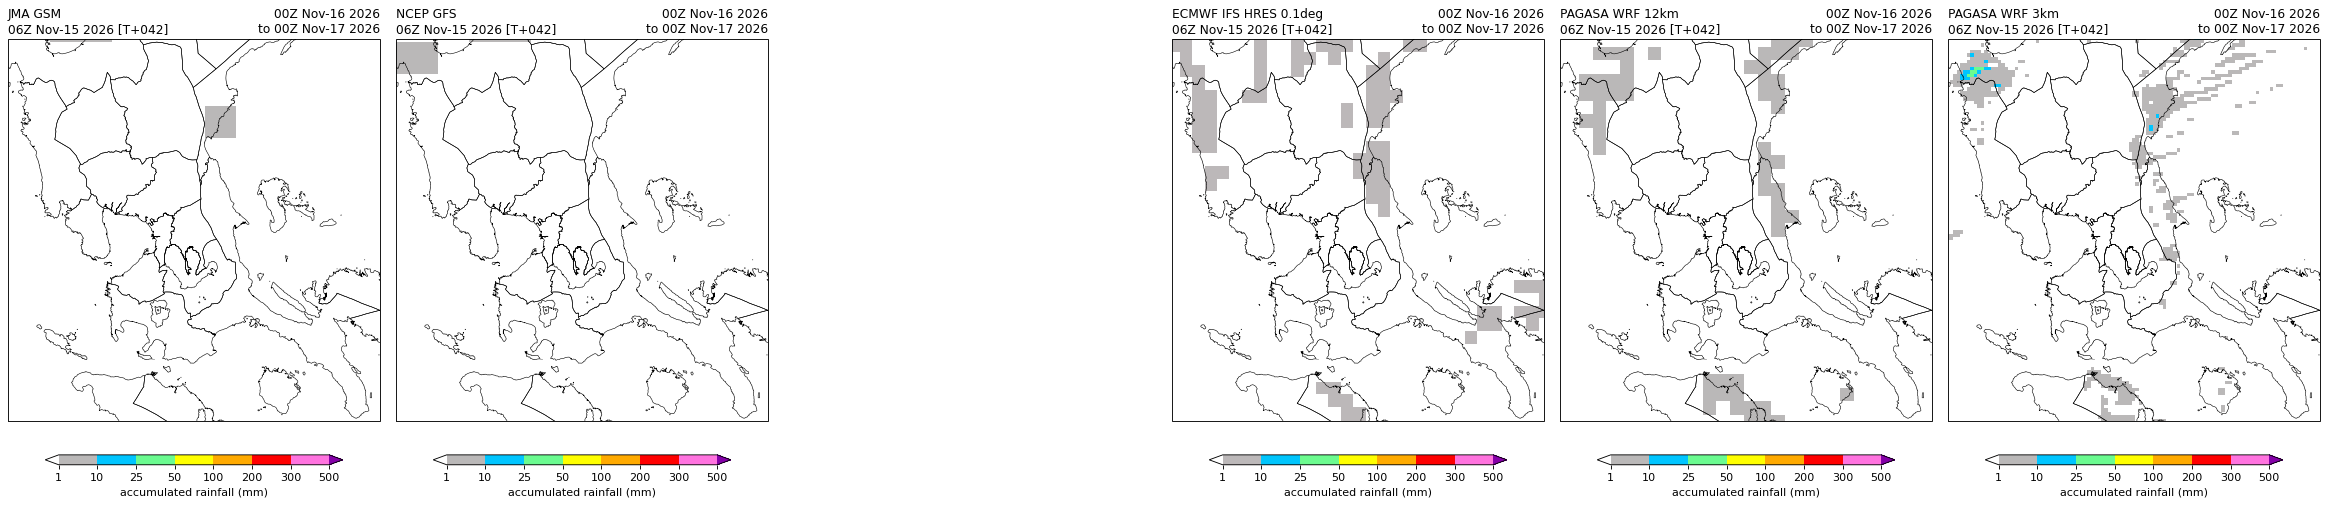 JMA GSM 00Z Nov-16 2026
06Z Nov-15 2026 [T+042] to 00Z Nov-17 2026
1 10 25 50 100 200 300 500
accumulated rainfall (mm)
NCEP GFS 00Z Nov-16 2026
06Z Nov-15 2026 [T+042] to 00Z Nov-17 2026
1 10 25 50 100 200 300 500
accumulated rainfall (mm)
ECMWF IFS HRES 0.1deg 00Z Nov-16 2026
06Z Nov-15 2026 [T+042] to 00Z Nov-17 2026
1 10 25 50 100 200 300 500
accumulated rainfall (mm)
PAGASA WRF 12km 00Z Nov-16 2026
06Z Nov-15 2026 [T+042] to 00Z Nov-17 2026
1 10 25 50 100 200 300 500
accumulated rainfall (mm)
PAGASA WRF 3km 00Z Nov-16 2026
06Z Nov-15 2026 [T+042] to 00Z Nov-17 2026
1 10 25 50 100 200 300 500
accumulated rainfall (mm)